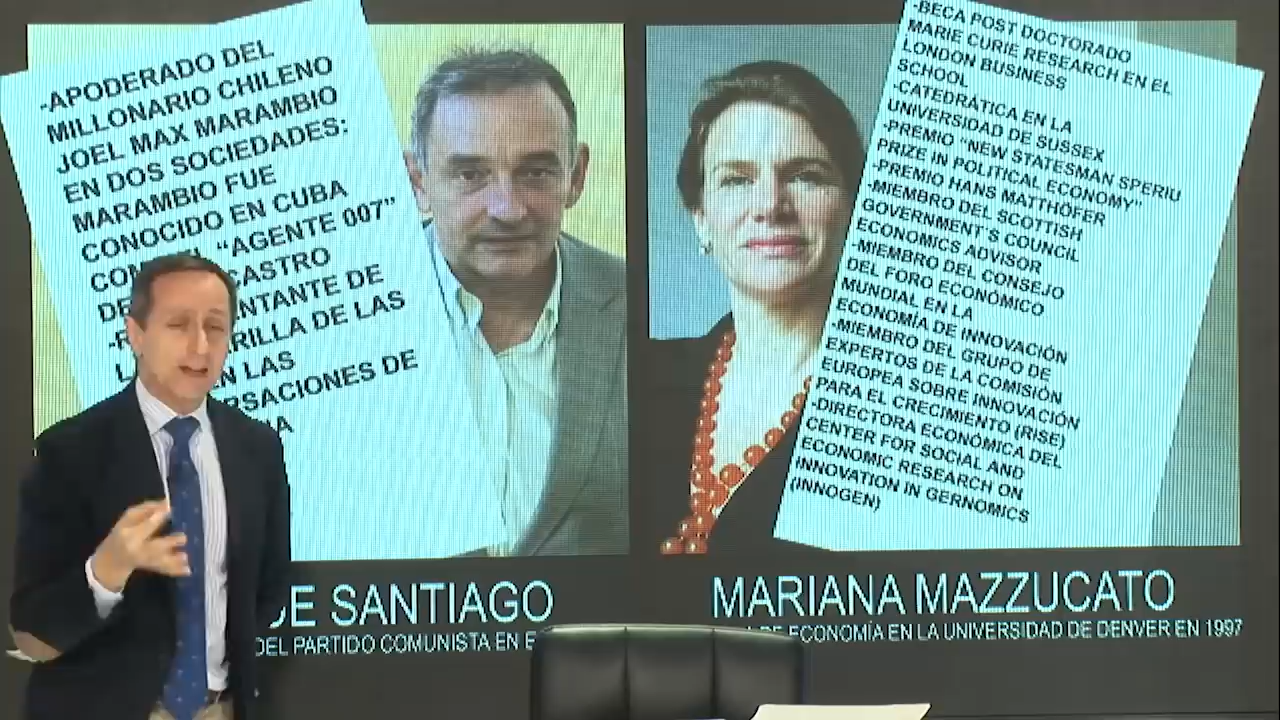 -APODERADO DEL
MILLONARIO CHILENO
JOEL MAX MARAMBIO
EN DOS SOCIEDADES:
MARAMBIO FUE
CONOCIDO EN CUBA
"AGENTE 007"
CASTRO
DE LAS
LAS
DE
-BECA POST DOCTORADO
MARIE CURIE RESEARCH EN EL
LONDON BUSINESS
SCHOOL
-CATEDRÁTICA EN LA
UNIVERSIDAD DE SUSSEX
-PREMIO "NEW STATESMAN SPERIU
PRIZE IN POLITICAL ECONOMY"
-PREMIO HANS MATTHÖFER
-MIEMBRO DEL SCOTTISH
GOVERNMENT´S COUNCIL
ECONOMICS ADVISOR
-MIEMBRO DEL CONSEJO
DEL FORO ECONÓMICO
MUNDIAL EN LA
ECONOMÍA DE INNOVACIÓN
-MIEMBRO DEL GRUPO DE
EXPERTOS DE LA COMISIÓN
EUROPEA SOBRE INNOVACIÓN
PARA EL CRECIMIENTO (RISE)
-DIRECTORA ECONÓMICA DEL
CENTER FOR SOCIAL AND
ECONOMIC RESEARCH ON
INNOVATION IN GERNOMICS
(INNOGEN)
DE SANTIAGO
DEL PARTIDO COMUNISTA EN
MARIANA MAZZUCATO
DE ECONOMÍA EN LA UNIVERSIDAD DE DENVER EN 1997